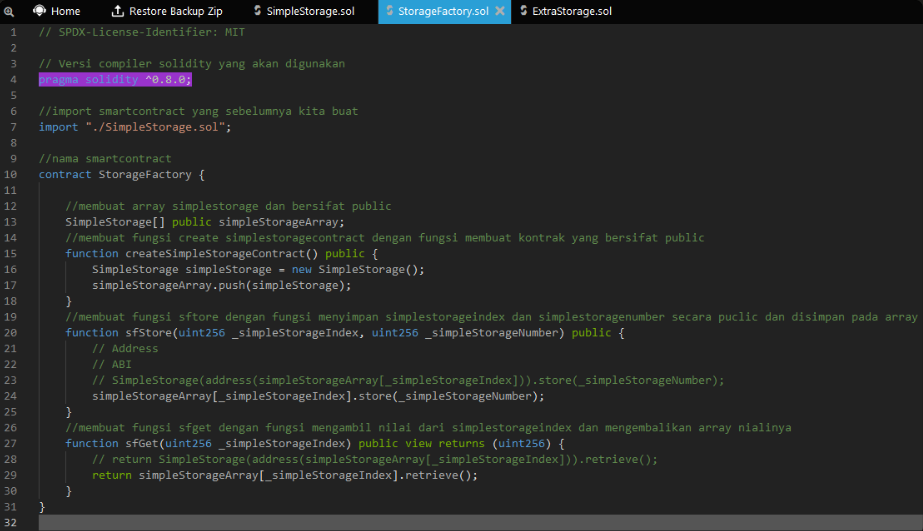 Home Restore Backup Zip SimpleStorage.sol StorageFactory.sol ExtraStorage.sol
1 // SPDX-License-Identifier: MIT
2
3 // Versi compiler solidity yang akan digunakan
4 pragma solidity ^0.8.0;
5
6 //import smartcontract yang sebelumnya kita buat
7 import "./SimpleStorage.sol";
8
9 //nama smartcontract
10 contract StorageFactory {
11
12 //membuat array simplestorage dan bersifat public
13 SimpleStorage[] public simpleStorageArray;
14 //membuat fungsi create simplestoragecontract dengan fungsi membuat kontrak yang bersifat public
15 function createSimpleStorageContract() public {
16 SimpleStorage simpleStorage = new SimpleStorage();
17 simpleStorageArray.push(simpleStorage);
18 }
19 //membuat fungsi sftore dengan fungsi menyimpan simplestorageindex dan simplestoragenumber secara puclic dan disimpan pada array
20 function sfStore(uint256 _simpleStorageIndex, uint256 _simpleStorageNumber) public {
21 // Address
22 // ABI
23 // SimpleStorage(address(simpleStorageArray[_simpleStorageIndex])).store(_simpleStorageNumber);
24 simpleStorageArray[_simpleStorageIndex].store(_simpleStorageNumber);
25 }
26 //membuat fungsi sfget dengan fungsi mengambil nilai dari simplestorageindex dan mengembalikan array nialinya
27 function sfGet(uint256 _simpleStorageIndex) public view returns (uint256) {
28 // return SimpleStorage(address(simpleStorageArray[_simpleStorageIndex])).retrieve();
29 return simpleStorageArray[_simpleStorageIndex].retrieve();
30 }
31 }
32